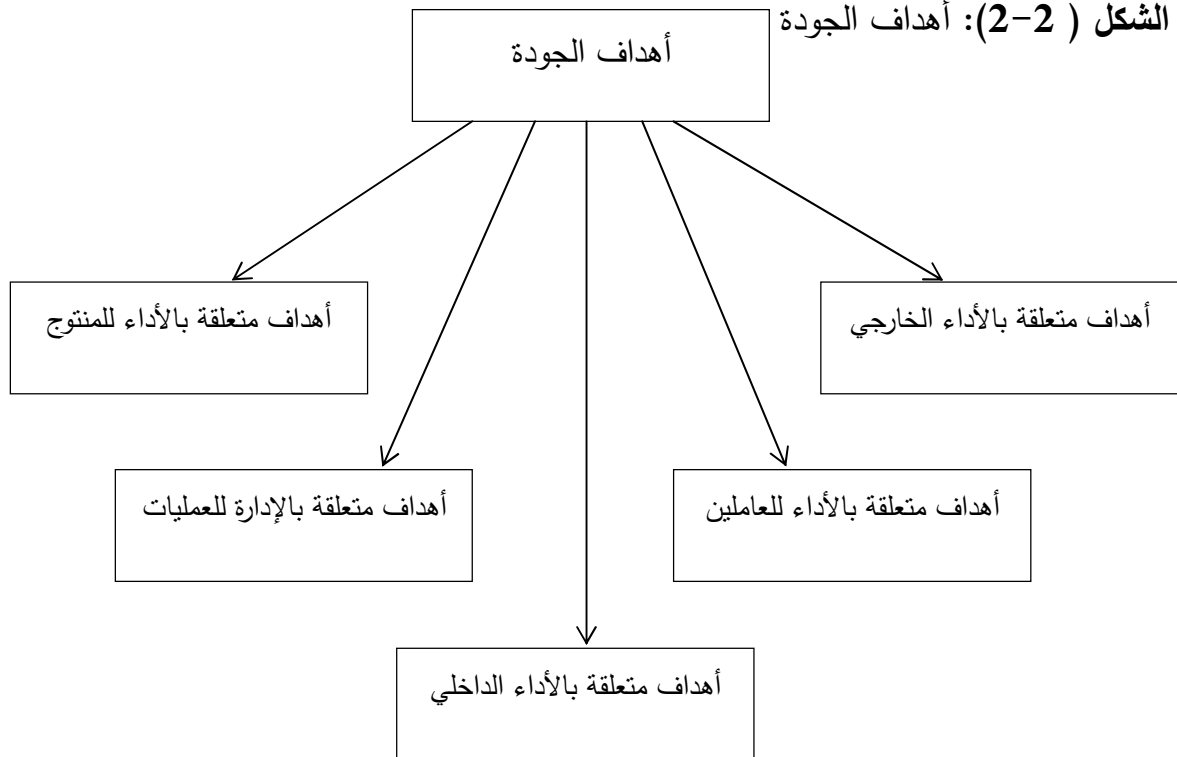 الشكل ( 2-2): أهداف الجودة
أهداف الجودة
أهداف متعلقة بالأداء الخارجي
أهداف متعلقة بالأداء للمنتوج
أهداف متعلقة بالأداء للعاملين
أهداف متعلقة بالإدارة للعمليات
أهداف متعلقة بالأداء الداخلي